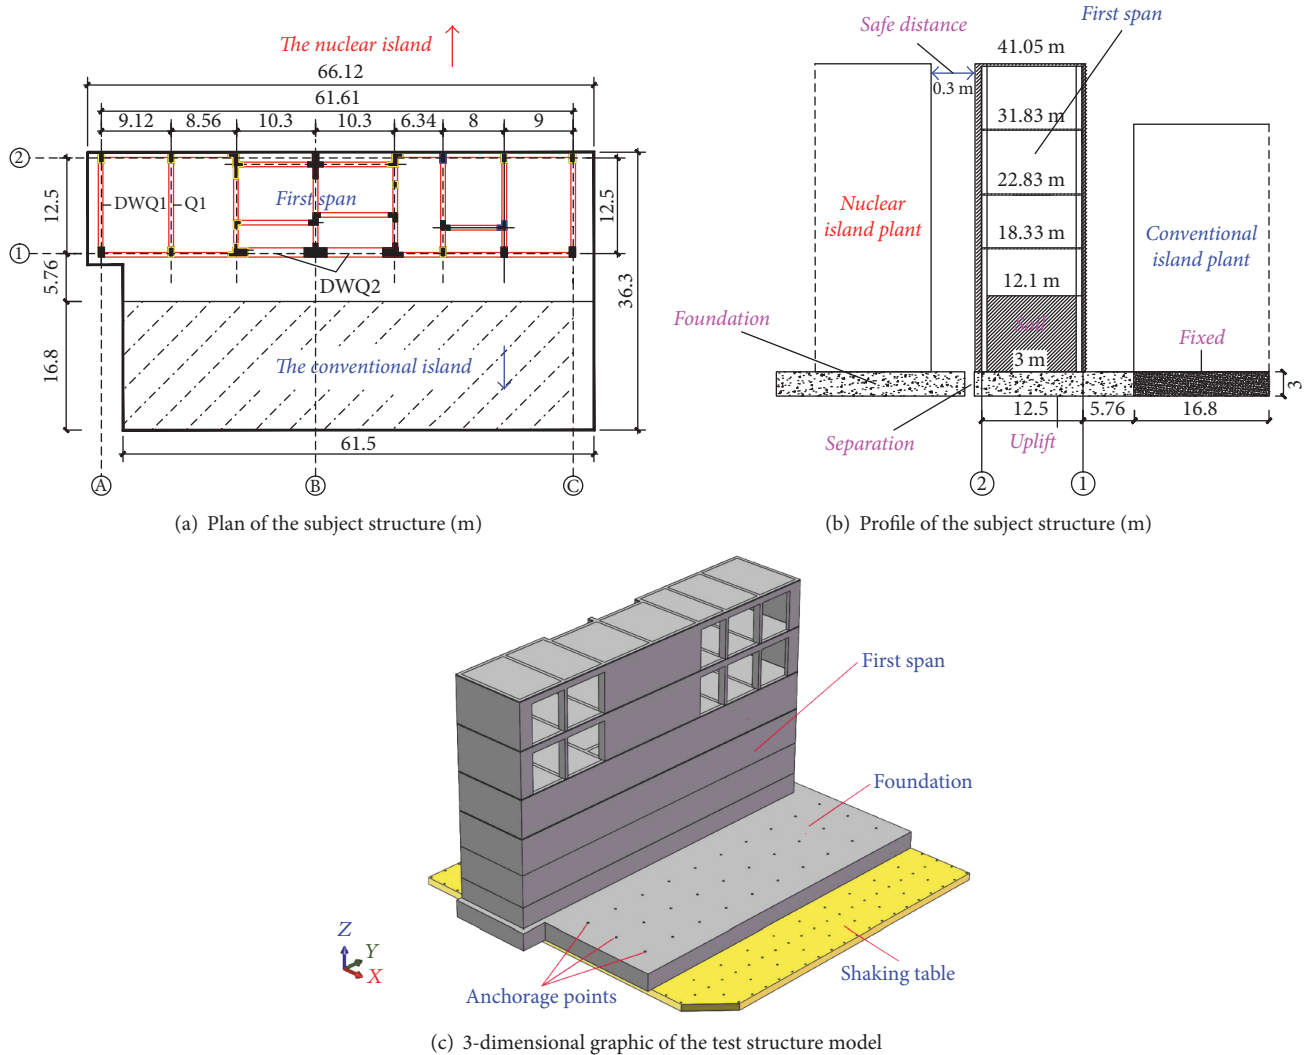 The nuclear island
66.12
61.61
9.12 8.56 10.3 10.3 6.34 8 9
2
12.5
DWQ1
Q1
First span
12.5
1
5.76
DWQ2
36.3
16.8
The conventional island
61.5
A B C
(a) Plan of the subject structure (m)
Safe distance
First span
41.05 m
0.3 m
31.83 m
22.83 m
Nuclear
island plant
18.33 m
Conventional
island plant
12.1 m
Soil
Foundation
Fixed
3 m
3
12.5 5.76 16.8
Separation
Uplift
2 1
(b) Profile of the subject structure (m)
First span
Foundation
Z
Y
X
Anchorage points
Shaking table
(c) 3-dimensional graphic of the test structure model